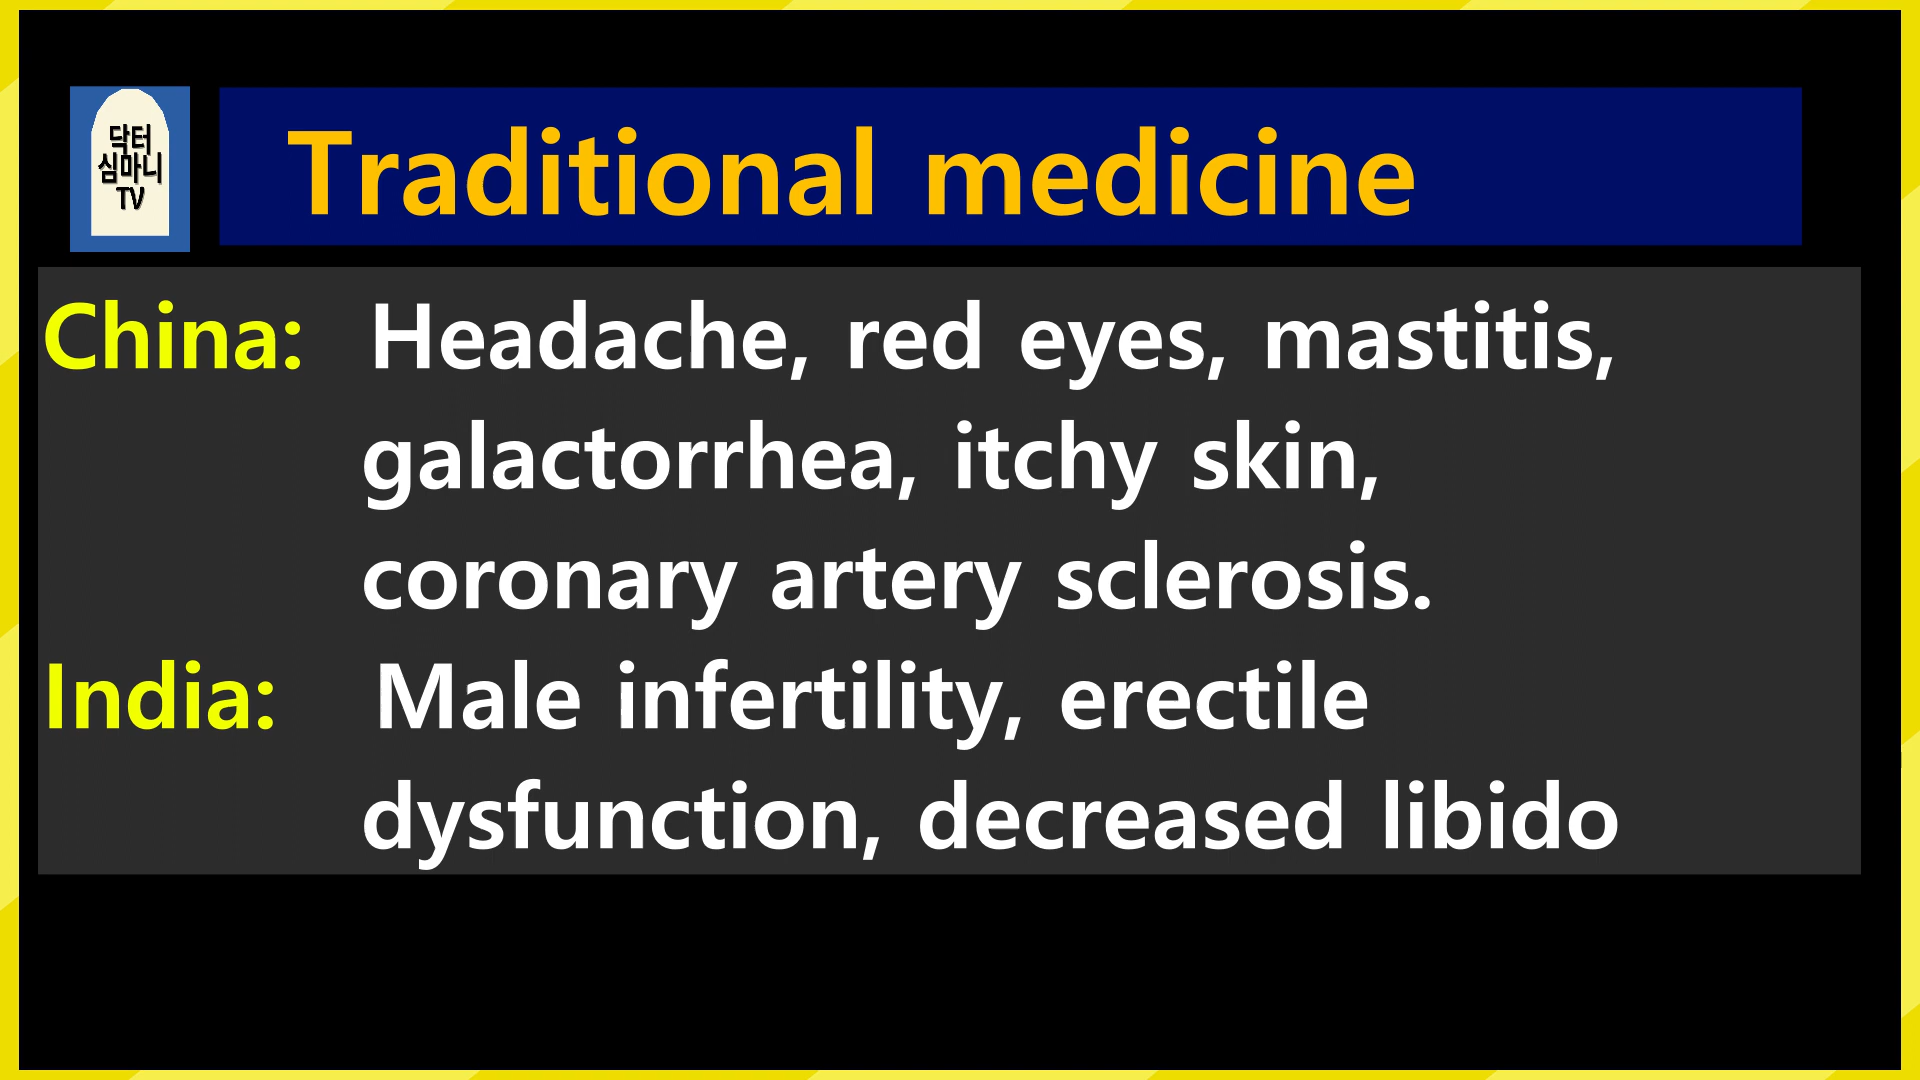 닥터
심마니
TV
Traditional medicine
China: Headache, red eyes, mastitis,
galactorrhea, itchy skin,
coronary artery sclerosis.
India: Male infertility, erectile
dysfunction, decreased libido